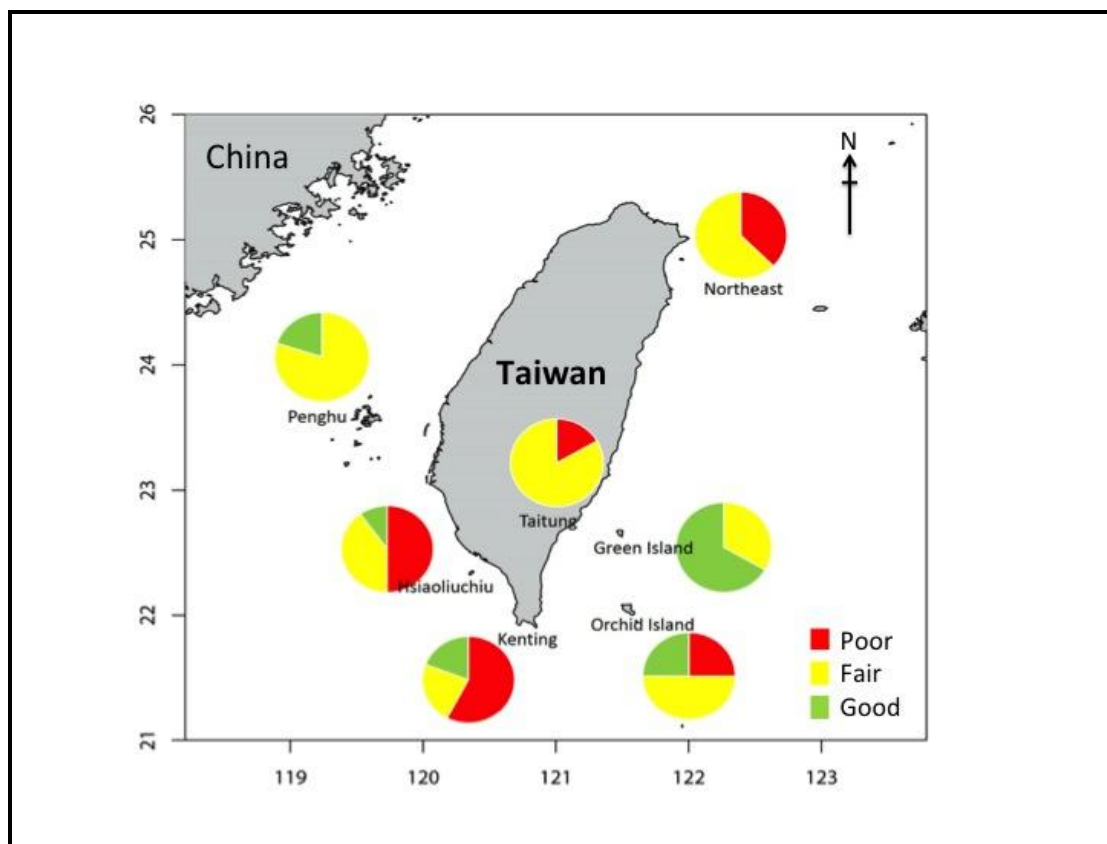 China
N
Northeast
Penghu
Taiwan
Taitung
Green Island
Hsiaoliuchiu
Orchid Island
Kenting
Poor
Fair
Good
26
25
24
23
22
21
119
120
121
122
123